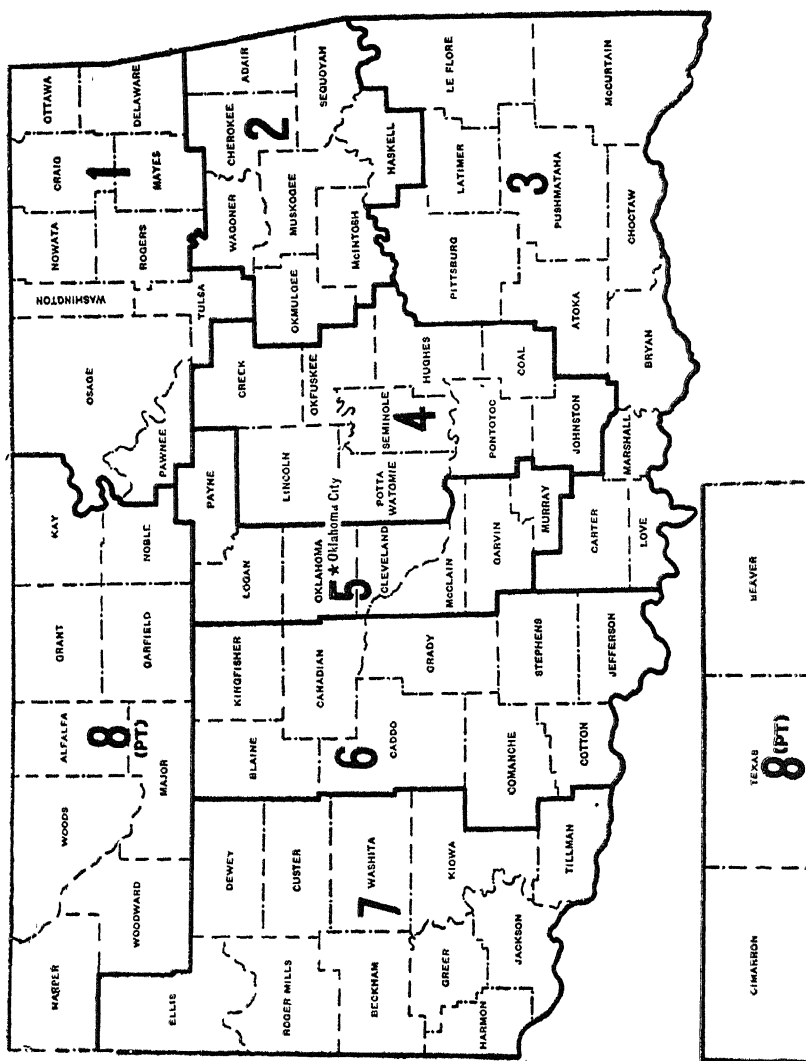 HARPER
WOODS
ALFALFA
GRANT
KAY
OSAGE
WASHINGTON
NOWATA
CRAIG
OTTAWA
WOODWARD
MAJOR
8
(PT)
GARFIELD
NOBLE
PAWNEE
ROGERS
1
MAYES
DELAWARE
ELLIS
DEWEY
BLAINE
KINGFISHER
LOGAN
PAYNE
CREEK
TULSA
WAGONER
CHEROKEE
ADAIR
ROGER MILLS
CUSTER
CANADIAN
OKLAHOMA
★ Oklahoma City
LINCOLN
OKFUSKEE
OKMULGEE
MUSKOGEE
2
SEQUOYAH
BECKHAM
WASHITA
7
6
CADDO
GRADY
5
CLEVELAND
POTTA
WATOMIE
SEMINOLE
4
HUGHES
McINTOSH
HASKELL
GREER
KIOWA
McCLAIN
GARVIN
PONTOTOC
COAL
PITTSBURG
LATIMER
LE FLORE
HARMON
JACKSON
TILLMAN
COMANCHE
COTTON
STEPHENS
JEFFERSON
MURRAY
CARTER
LOVE
JOHNSTON
MARSHALL
ATOKA
BRYAN
3
PUSHMATAHA
CHOCTAW
McCURTAIN
CIMARRON
TEXAS
8
(PT)
BEAVER